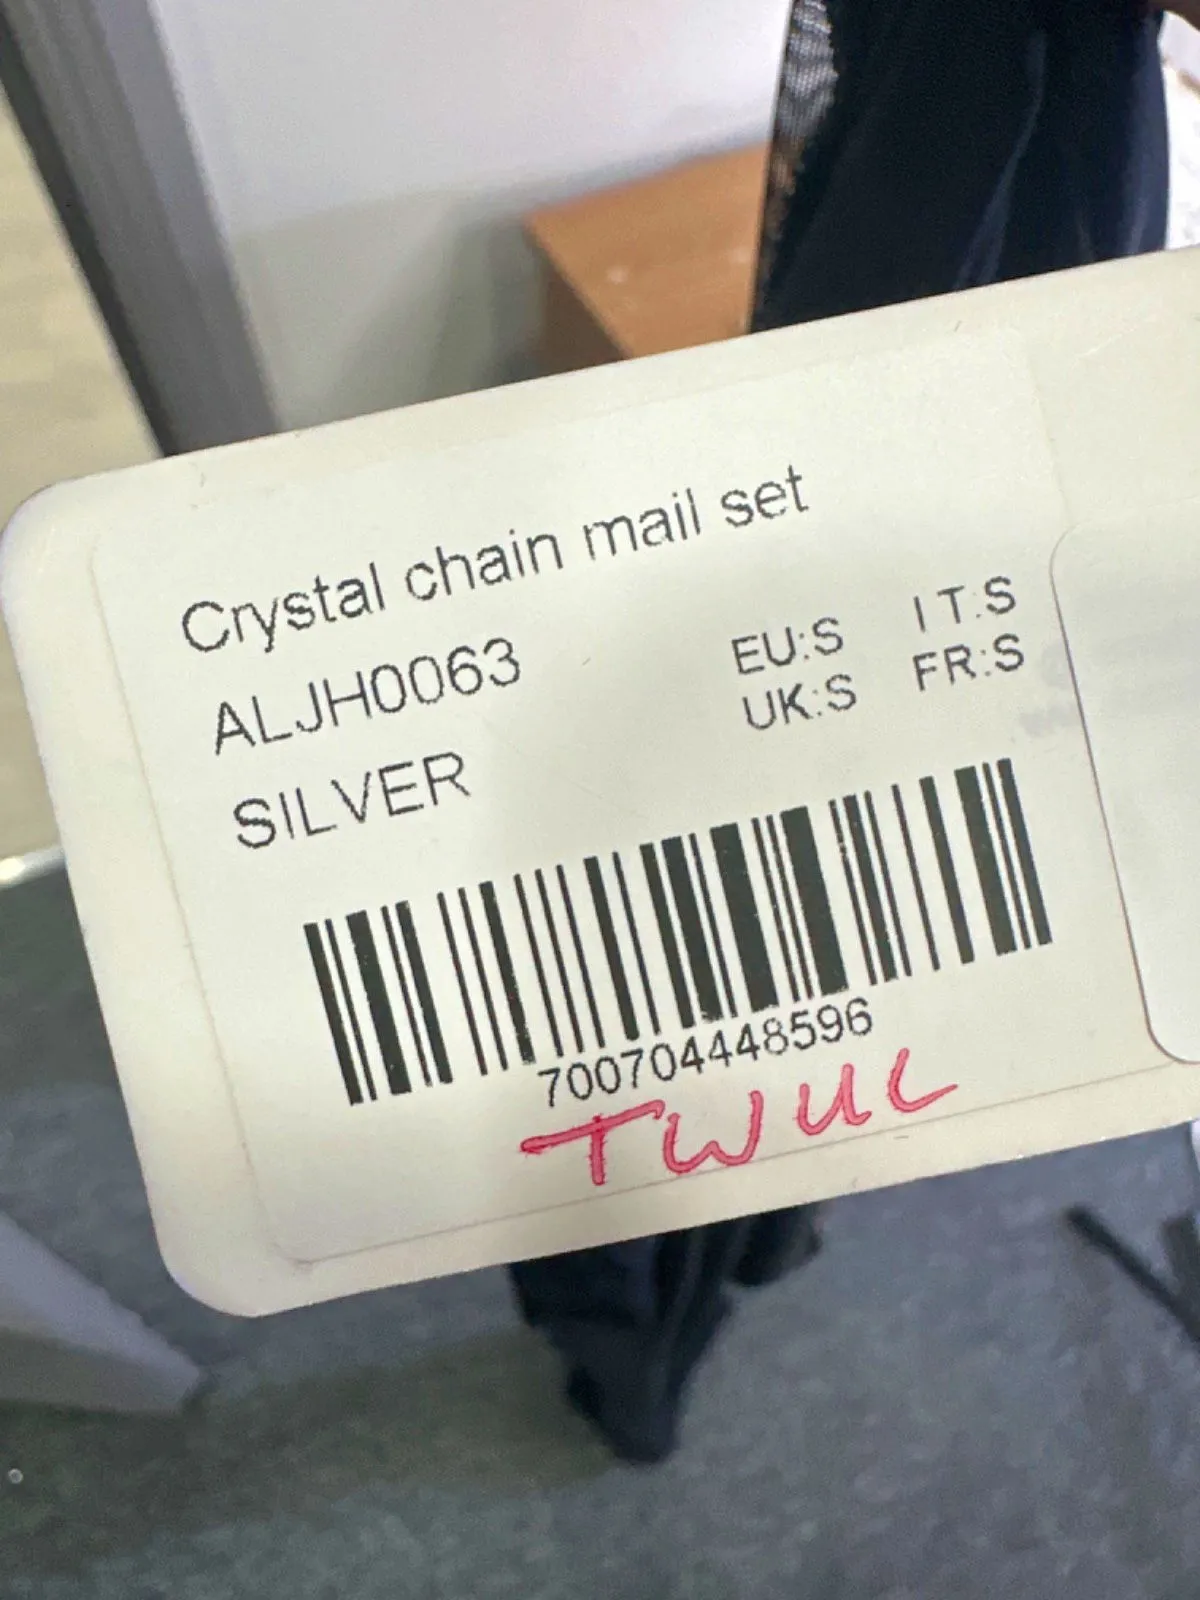 Crystal chain mail set
ALJH0063
EU:S IT:S
UK:S FR:S
SILVER
700704448596
TWUL